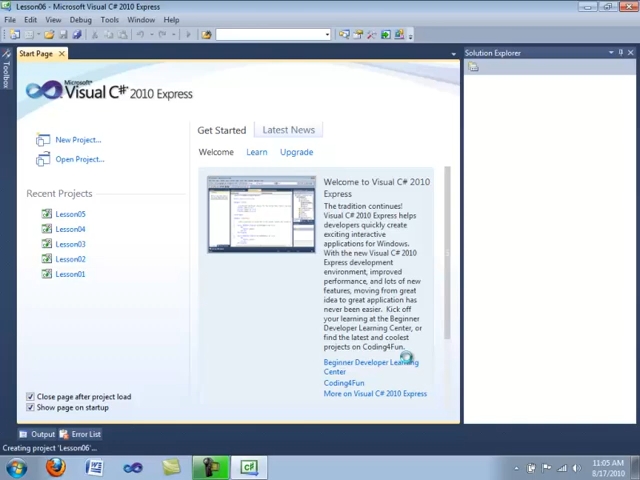 Lesson06 - Microsoft Visual C# 2010 Express
File Edit View Debug Tools Window Help
Toolbox
Start Page
Solution Explorer
Microsoft®
Visual C# 2010 Express
New Project...
Open Project...
Recent Projects
Lesson05
Lesson04
Lesson03
Lesson02
Lesson01
Close page after project load
Show page on startup
Get Started Latest News
Welcome Learn Upgrade
Welcome to Visual C# 2010
Express
The tradition continues!
Visual C# 2010 Express helps
developers quickly create
exciting interactive
applications for Windows.
With the new Visual C# 2010
Express development
environment, improved
performance, and lots of new
features, moving from great
idea to great application has
never been easier. Kick off
your learning at the Beginner
Developer Learning Center, or
find the latest and coolest
projects on Coding4Fun.
Beginner Developer Learning
Center
Coding4Fun
More on Visual C# 2010 Express
Output Error List
Creating project 'Lesson06'...
11:05 AM
8/17/2010